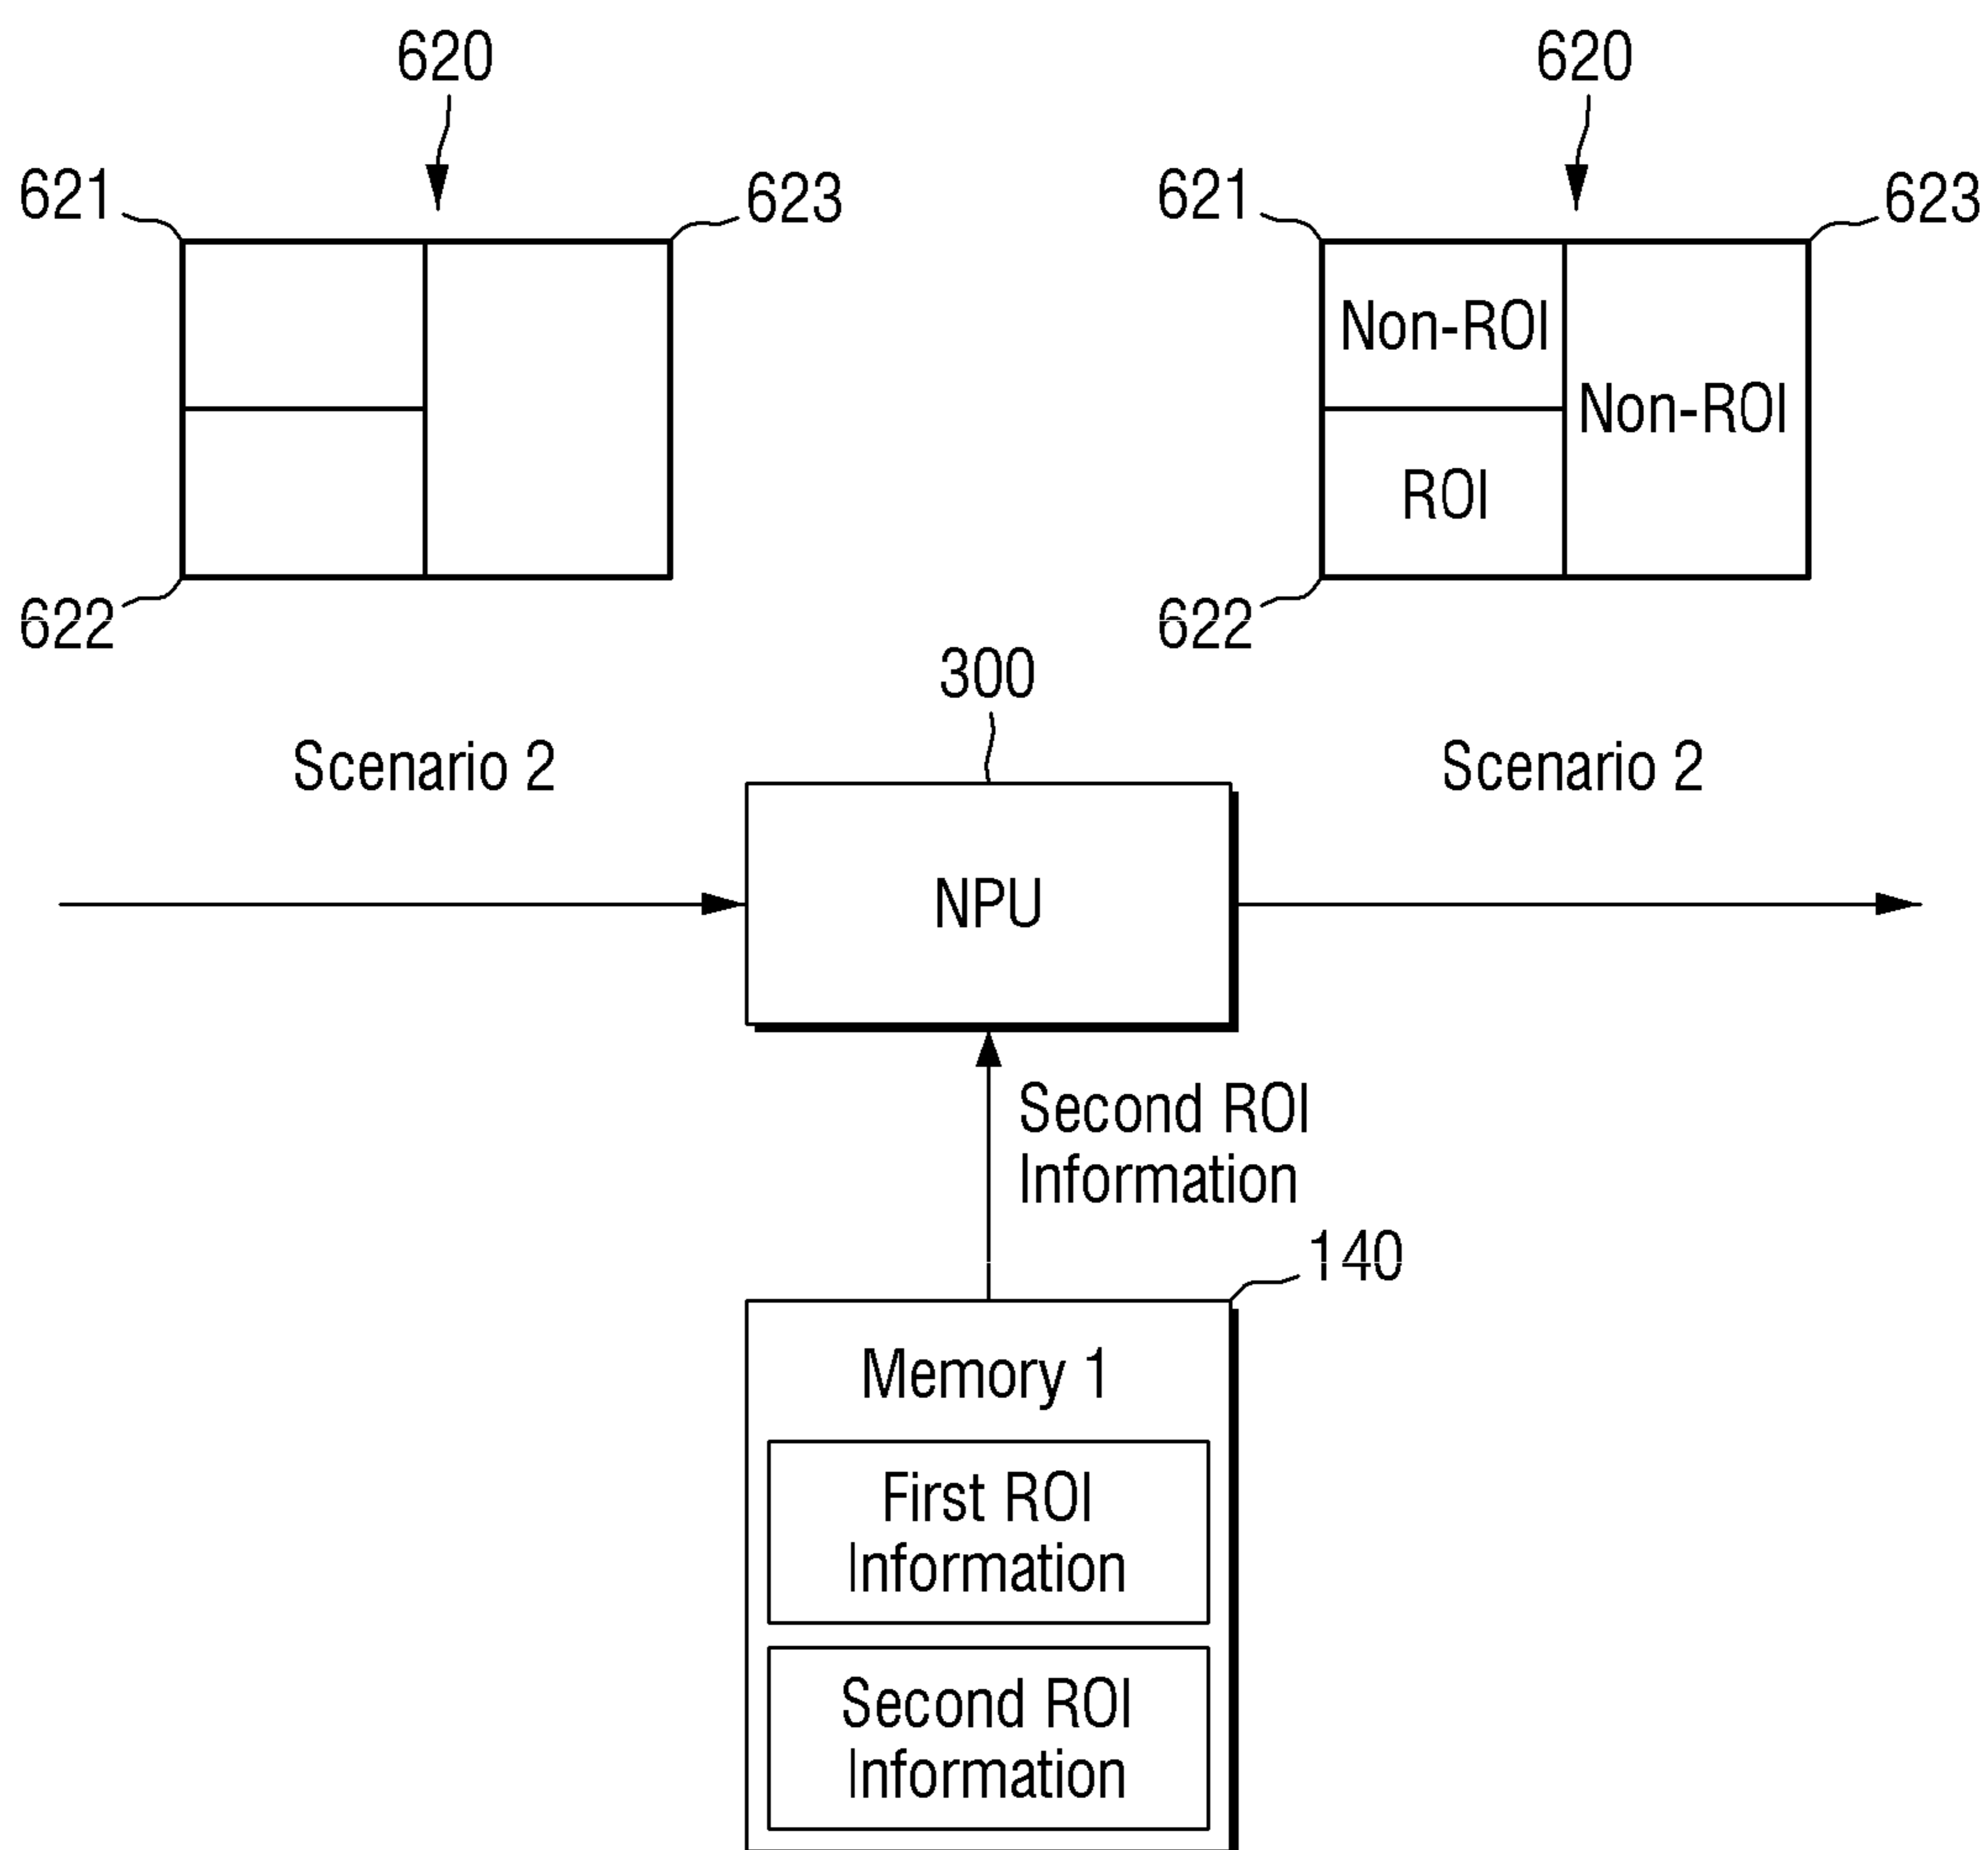 620
620
621
623
621
623
Non-ROI
Non-ROI
ROI
622
622
300
Scenario 2
Scenario 2
NPU
Second ROI
Information
140
Memory 1
First ROI
Information
Second ROI
Information